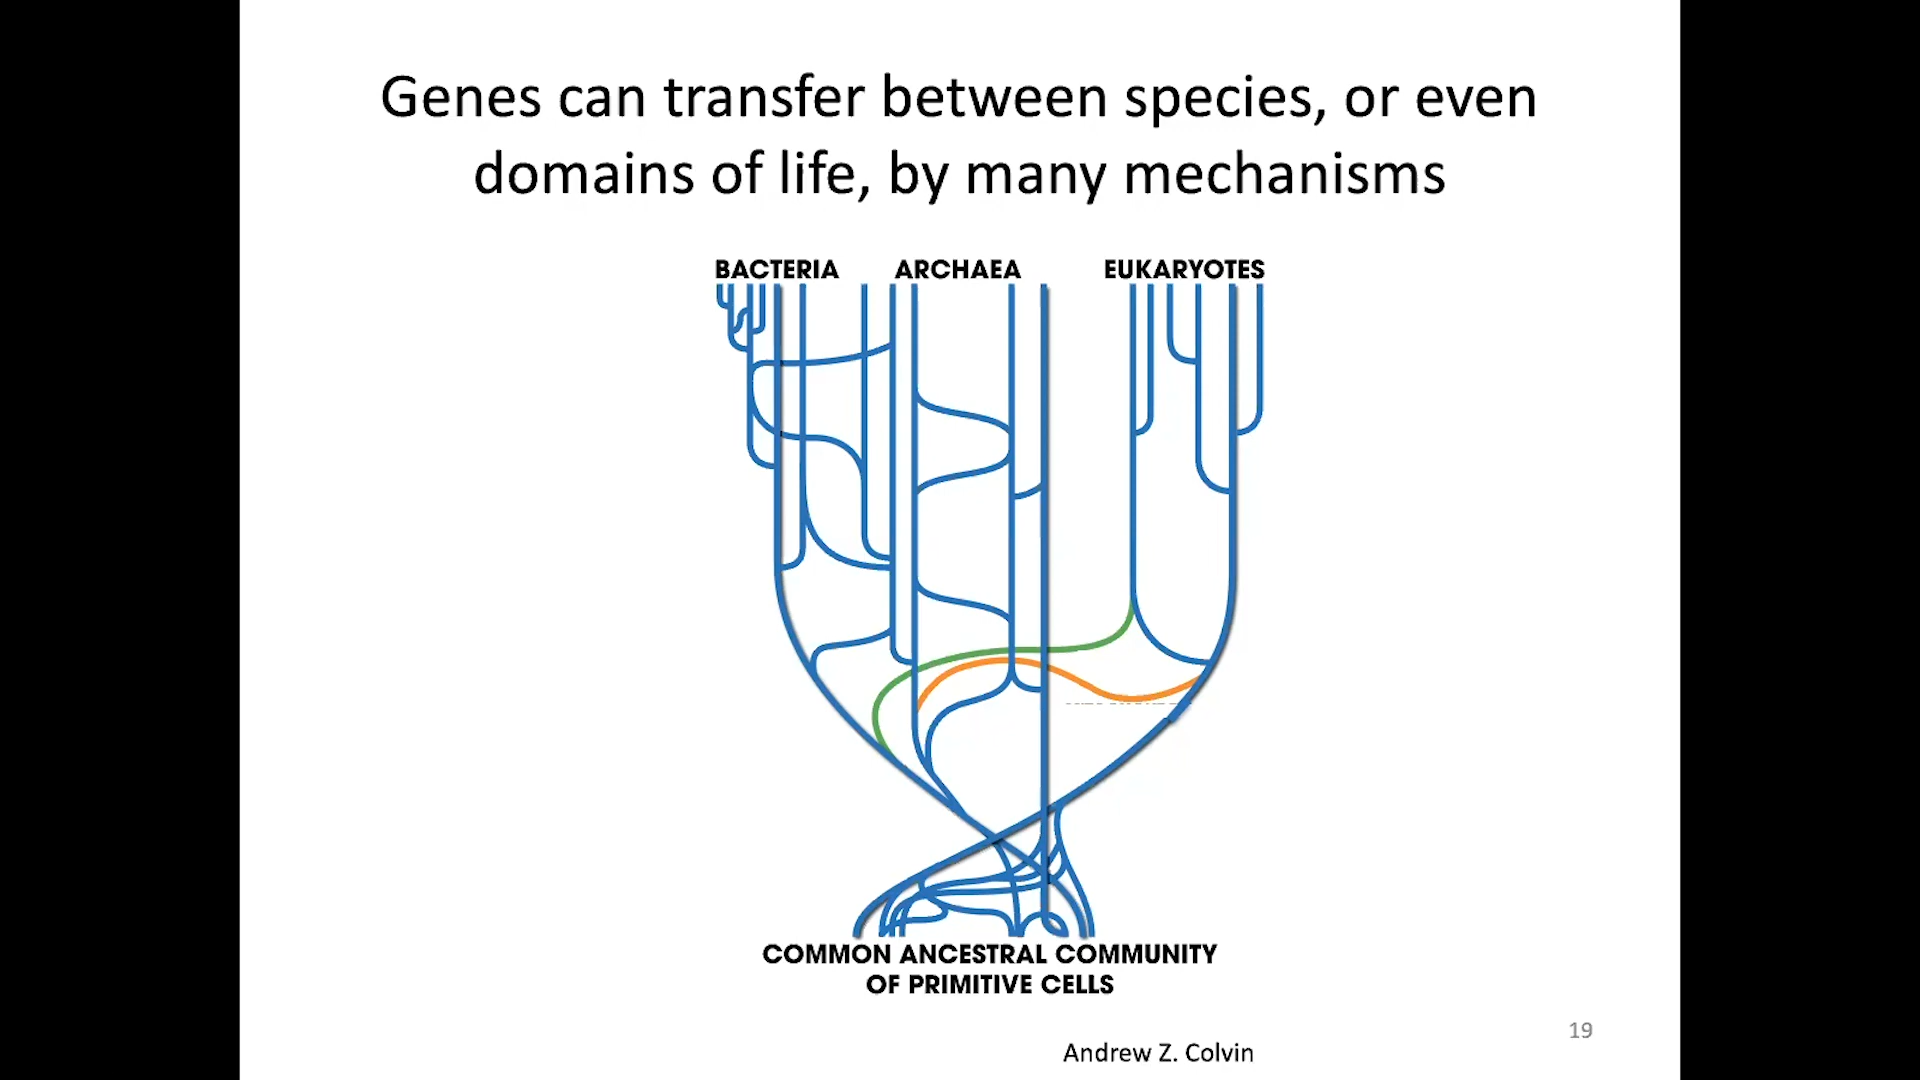 Genes can transfer between species, or even
domains of life, by many mechanisms
BACTERIA ARCHAEA EUKARYOTES
COMMON ANCESTRAL COMMUNITY
OF PRIMITIVE CELLS
19
Andrew Z. Colvin